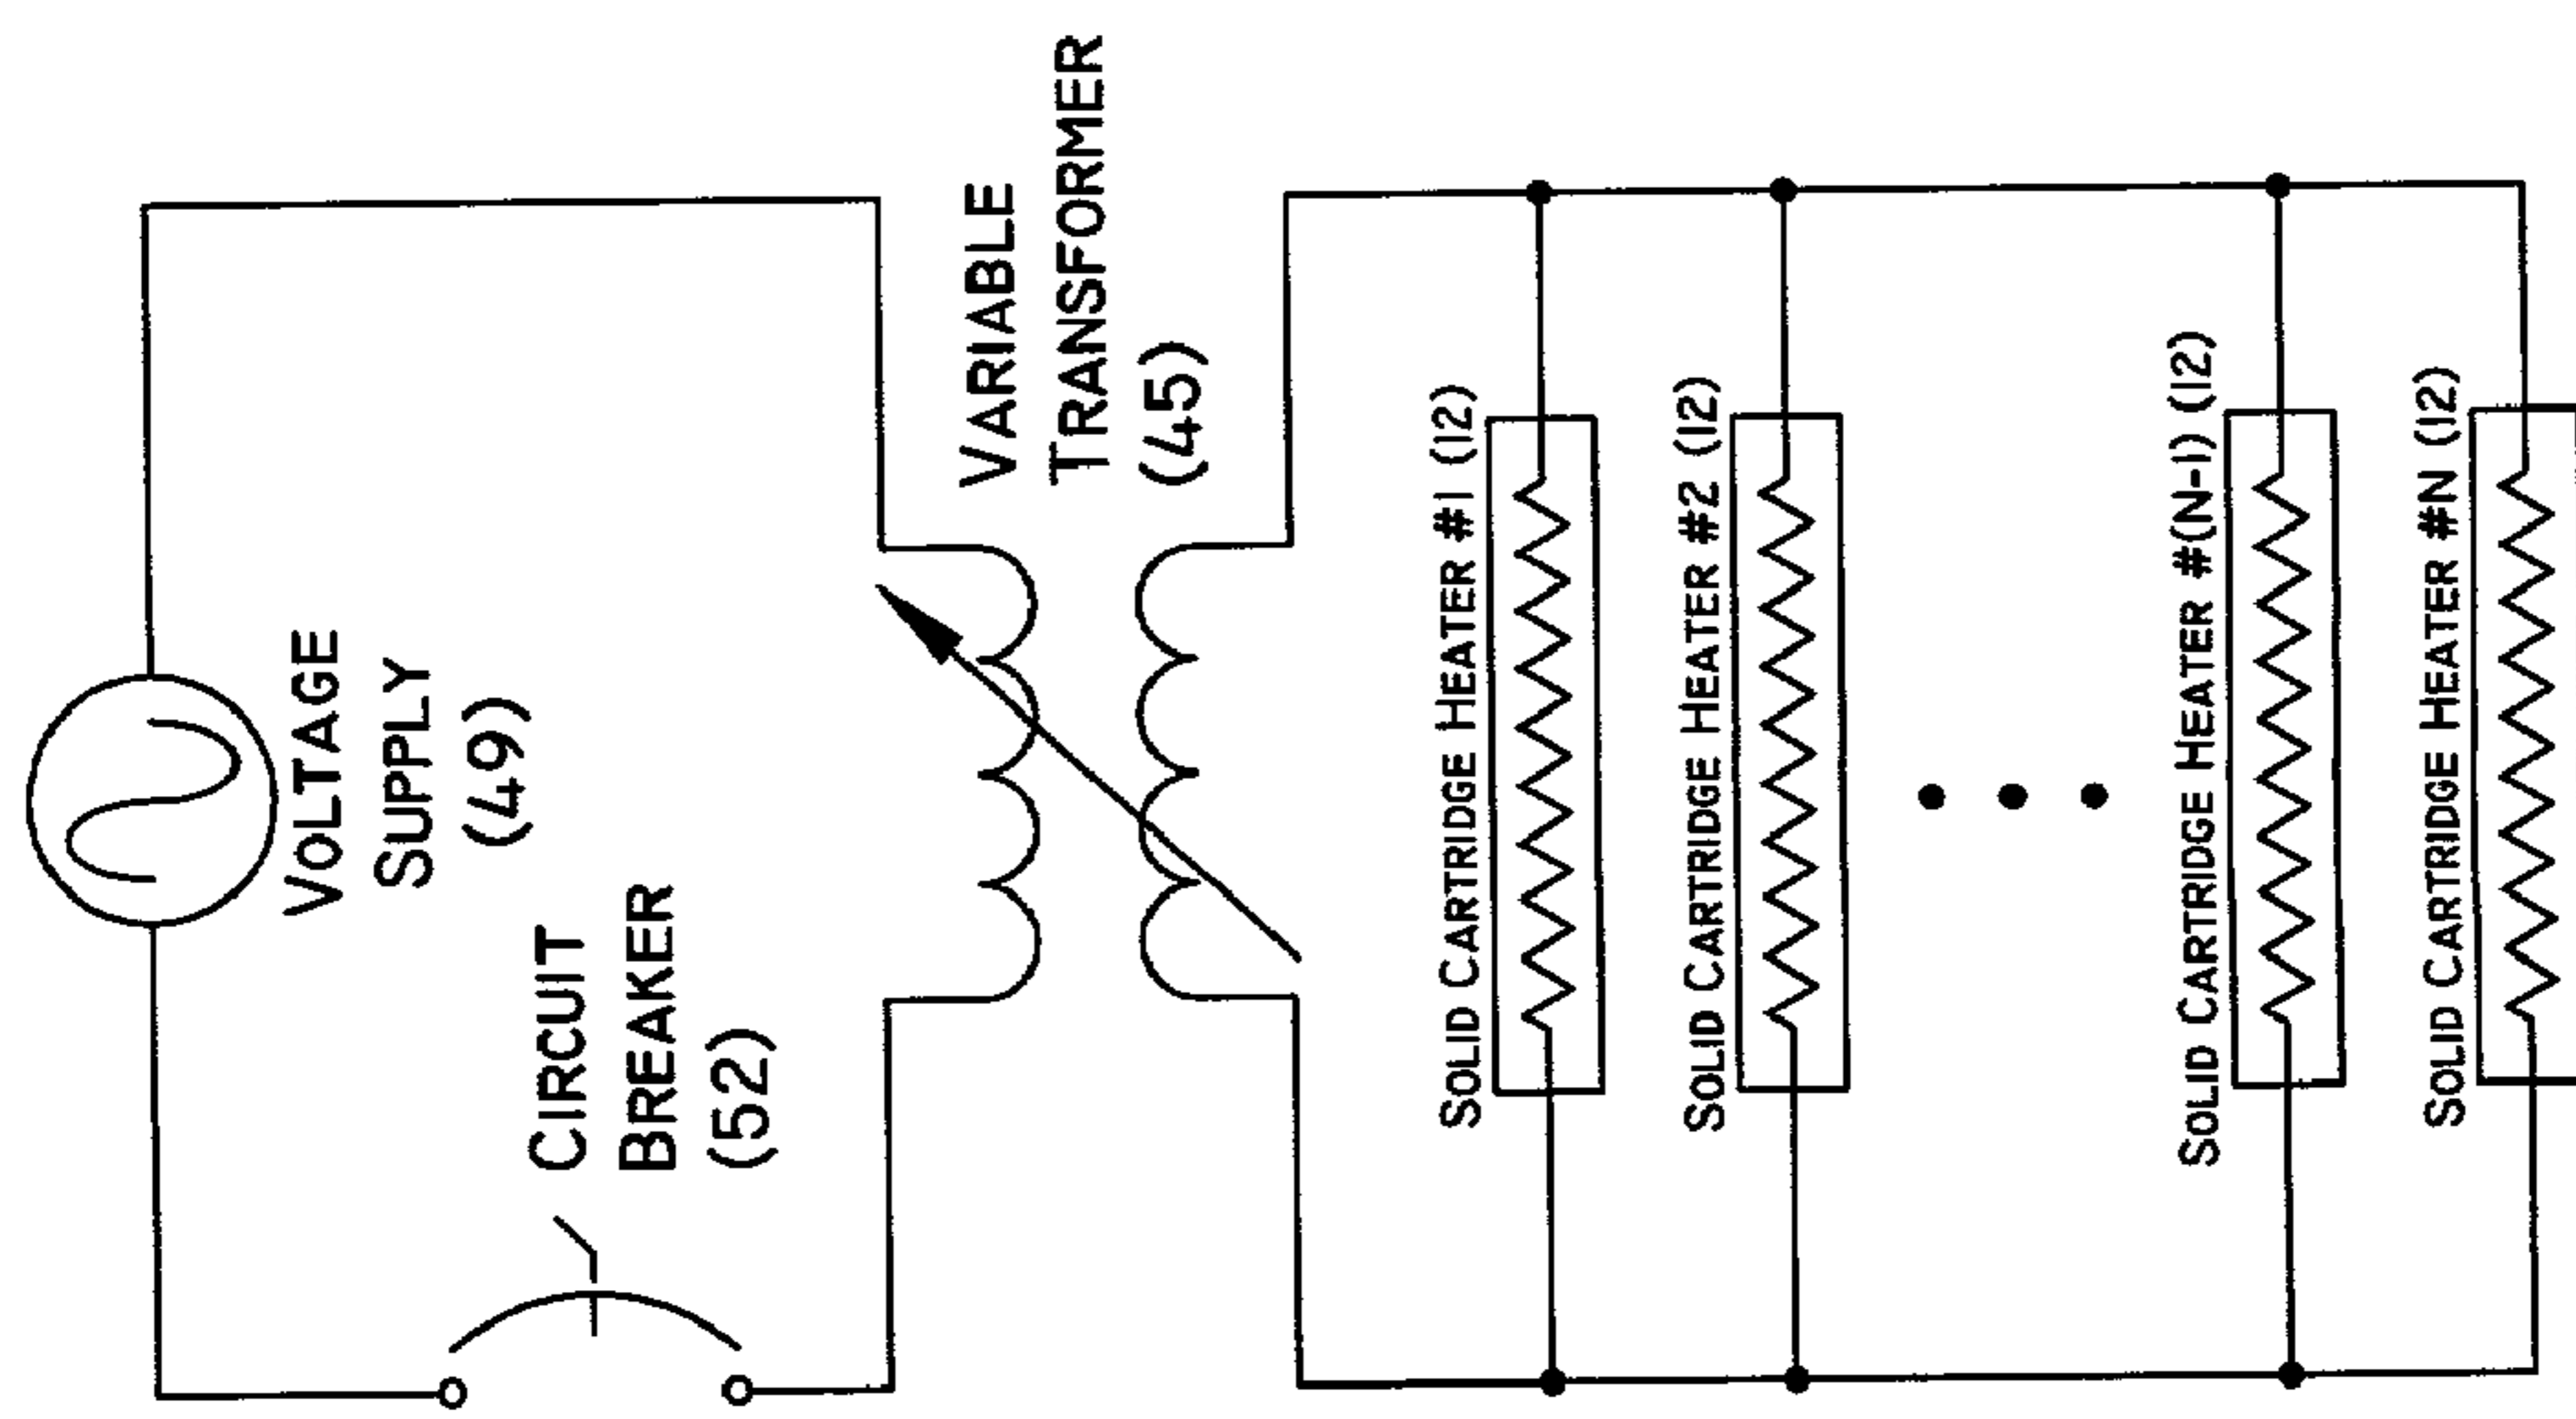 VOLTAGE
SUPPLY
(49)
CIRCUIT
BREAKER
(52)
VARIABLE
TRANSFORMER
(45)
SOLID CARTRIDGE HEATER #1 (12)
SOLID CARTRIDGE HEATER #2 (12)
SOLID CARTRIDGE HEATER #(N-1) (12)
SOLID CARTRIDGE HEATER #N (12)